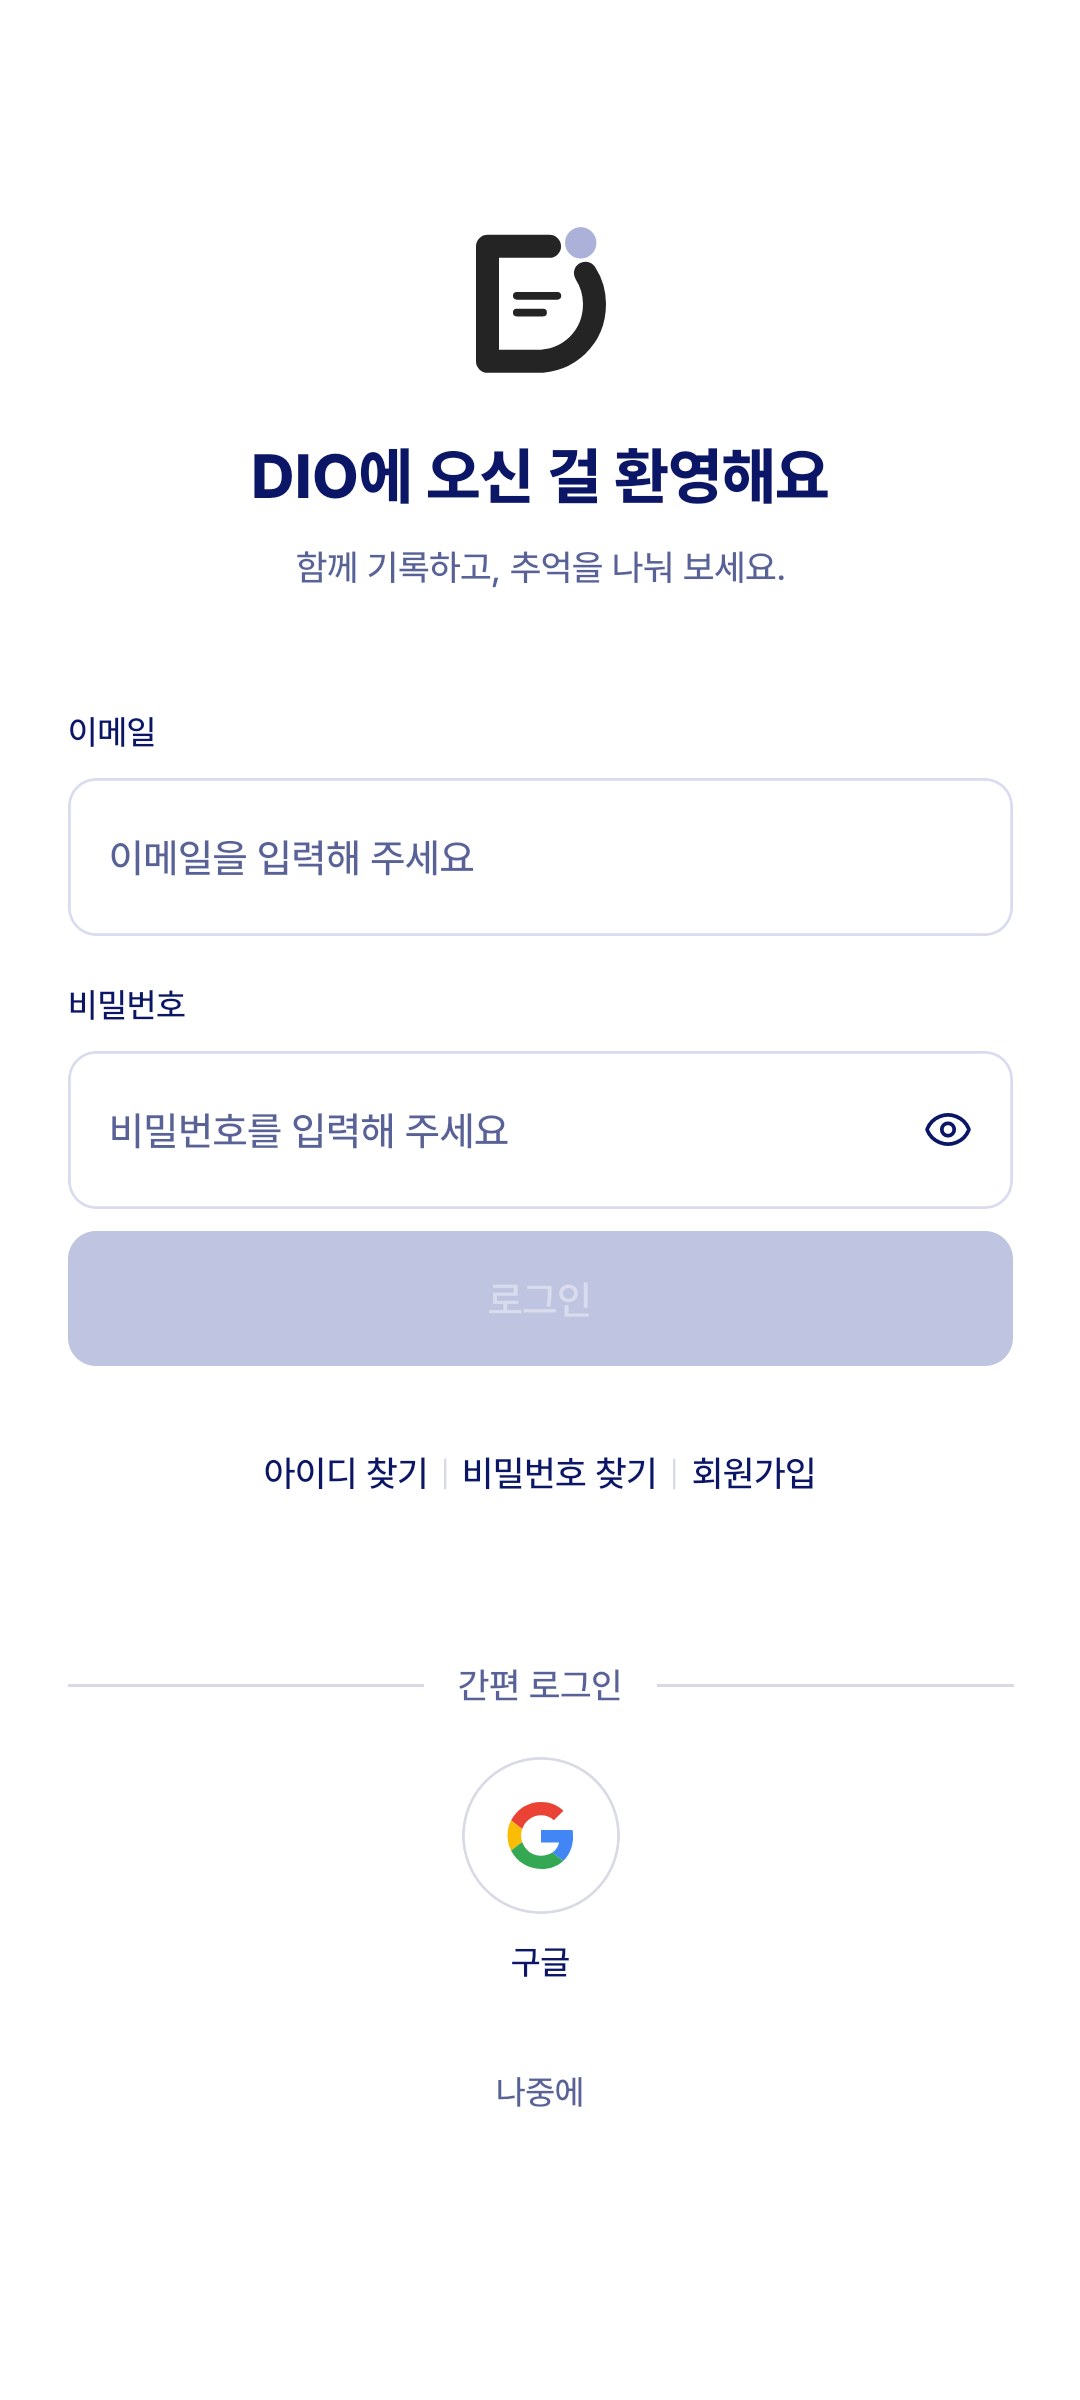 DIO에 오신 걸 환영해요
함께 기록하고, 추억을 나눠 보세요.
이메일
이메일을 입력해 주세요
비밀번호
비밀번호를 입력해 주세요
로그인
아이디 찾기 | 비밀번호 찾기 | 회원가입
간편 로그인
구글
나중에